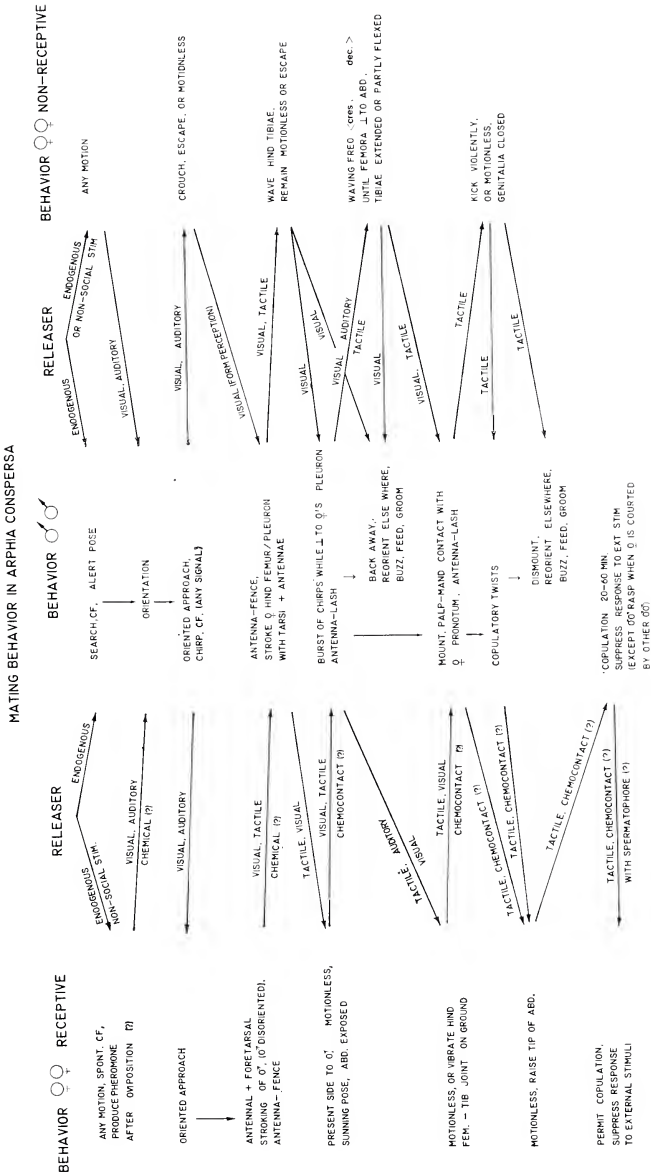 MATING BEHAVIOR IN ARPHIA CONSPERSA
BEHAVIOR ♀♀ RECEPTIVE
RELEASER
BEHAVIOR ♂♂
RELEASER
BEHAVIOR ♀♀ NON-RECEPTIVE
ANY MOTION, SPONT. CF,
PRODUCE PHEROMONE
AFTER OVIPOSITION (?)
ENDOGENOUS
NON-SOCIAL STIM.
ENDOGENOUS
SEARCH, CF, ALERT POSE
ENDOGENOUS
ENDOGENOUS
OR NON-SOCIAL STIM
ANY MOTION
VISUAL, AUDITORY
CHEMICAL (?)
ORIENTATION
VISUAL, AUDITORY
ORIENTED APPROACH
VISUAL, AUDITORY
ORIENTED APPROACH,
CHIRP, CF, (ANY SIGNAL)
VISUAL, AUDITORY
CROUCH, ESCAPE, OR MOTIONLESS
VISUAL (FORM PERCEPTION)
ANTENNAL + FORETARSAL
STROKING OF ♂, (♂ DISORIENTED),
ANTENNA-FENCE
VISUAL, TACTILE
CHEMICAL (?)
ANTENNA-FENCE,
STROKE ♀ HIND FEMUR/PLEURON
WITH TARSI + ANTENNAE
VISUAL, TACTILE
WAVE HIND TIBIAE.
REMAIN MOTIONLESS OR ESCAPE
TACTILE, VISUAL
VISUAL
VISUAL
PRESENT SIDE TO ♂, MOTIONLESS,
SUNNING POSE, ABD. EXPOSED
VISUAL, TACTILE
CHEMOCONTACT (?)
BURST OF CHIRPS WHILE ⊥ TO ♀'S PLEURON
ANTENNA-LASH
VISUAL AUDITORY
TACTILE
WAVING FREQ <cres. dec.>
UNTIL FEMORA ⊥ TO ABD.
TIBIAE EXTENDED OR PARTLY FLEXED
TACTILE, AUDITORY
VISUAL
BACK AWAY,
REORIENT ELSE WHERE,
BUZZ, FEED, GROOM
VISUAL
VISUAL, TACTILE
MOTIONLESS, OR VIBRATE HIND
FEM. - TIB JOINT ON GROUND
TACTILE, VISUAL
CHEMOCONTACT (?)
MOUNT, PALP-MAND CONTACT WITH
♀ PRONOTUM, ANTENNA-LASH
TACTILE
KICK VIOLENTLY,
OR MOTIONLESS,
GENITALIA CLOSED
TACTILE, CHEMOCONTACT (?)
COPULATORY TWISTS
TACTILE
MOTIONLESS, RAISE TIP OF ABD.
TACTILE, CHEMOCONTACT (?)
DISMOUNT,
REORIENT ELSEWHERE,
BUZZ, FEED, GROOM
TACTILE
TACTILE, CHEMOCONTACT (?)
PERMIT COPULATION,
SUPPRESS RESPONSE
TO EXTERNAL STIMULI
TACTILE, CHEMOCONTACT (?)
WITH SPERMATOPHORE (?)
COPULATION 20-60 MIN.
SUPPRESS RESPONSE TO EXT STIM
(EXCEPT ♂♂ RASP WHEN ♀ IS COURTED
BY OTHER ♂♂)